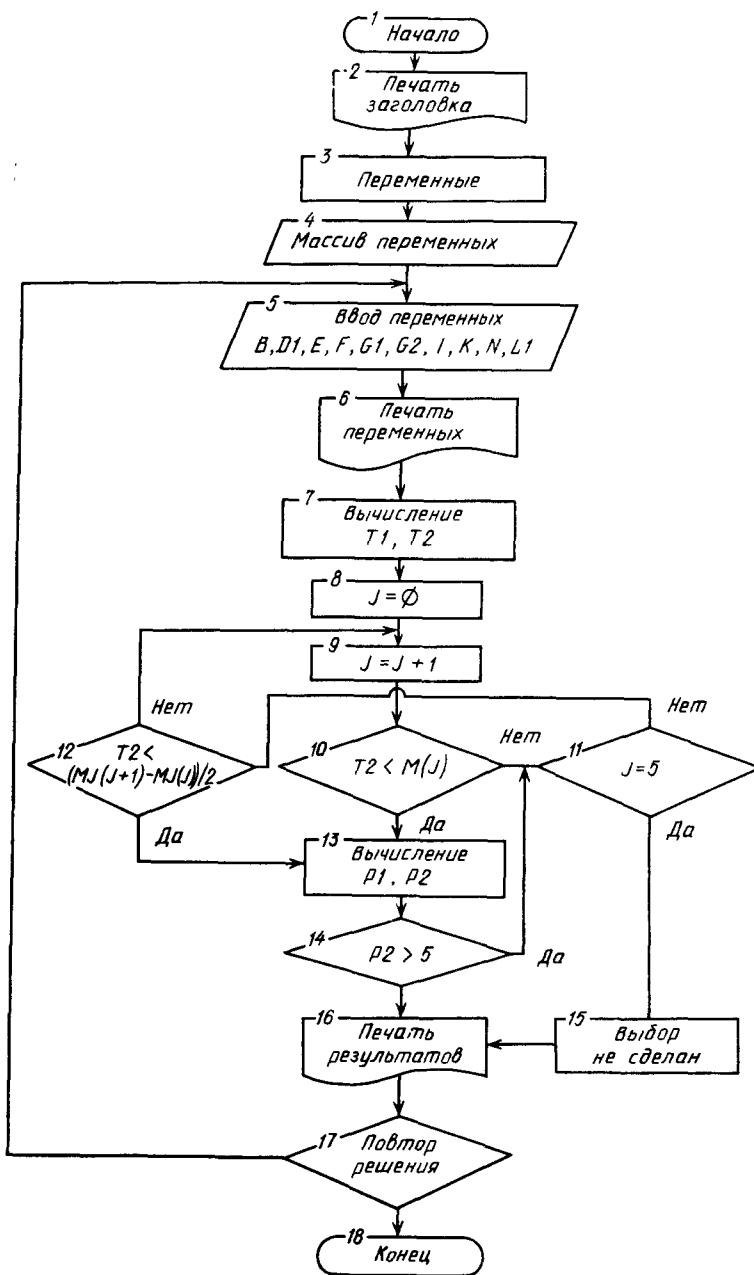 1
Начало
2
Печать
заголовка
3
Переменные
4
Массив переменных
5
Ввод переменных
B, D1, E, F, G1, G2, I, K, N, L1
6
Печать
переменных
7
Вычисление
T1, T2
8
J = Ø
9
J = J + 1
Нет
12
T2 <
(MJ(J+1)-MJ(J))/2
10
T2 < M(J)
Нет
11
J = 5
Нет
Да
13
Вычисление
P1, P2
Да
Да
14
P2 > 5
Да
16
Печать
результатов
15
Выбор
не сделан
17
Повтор
решения
18
Конец